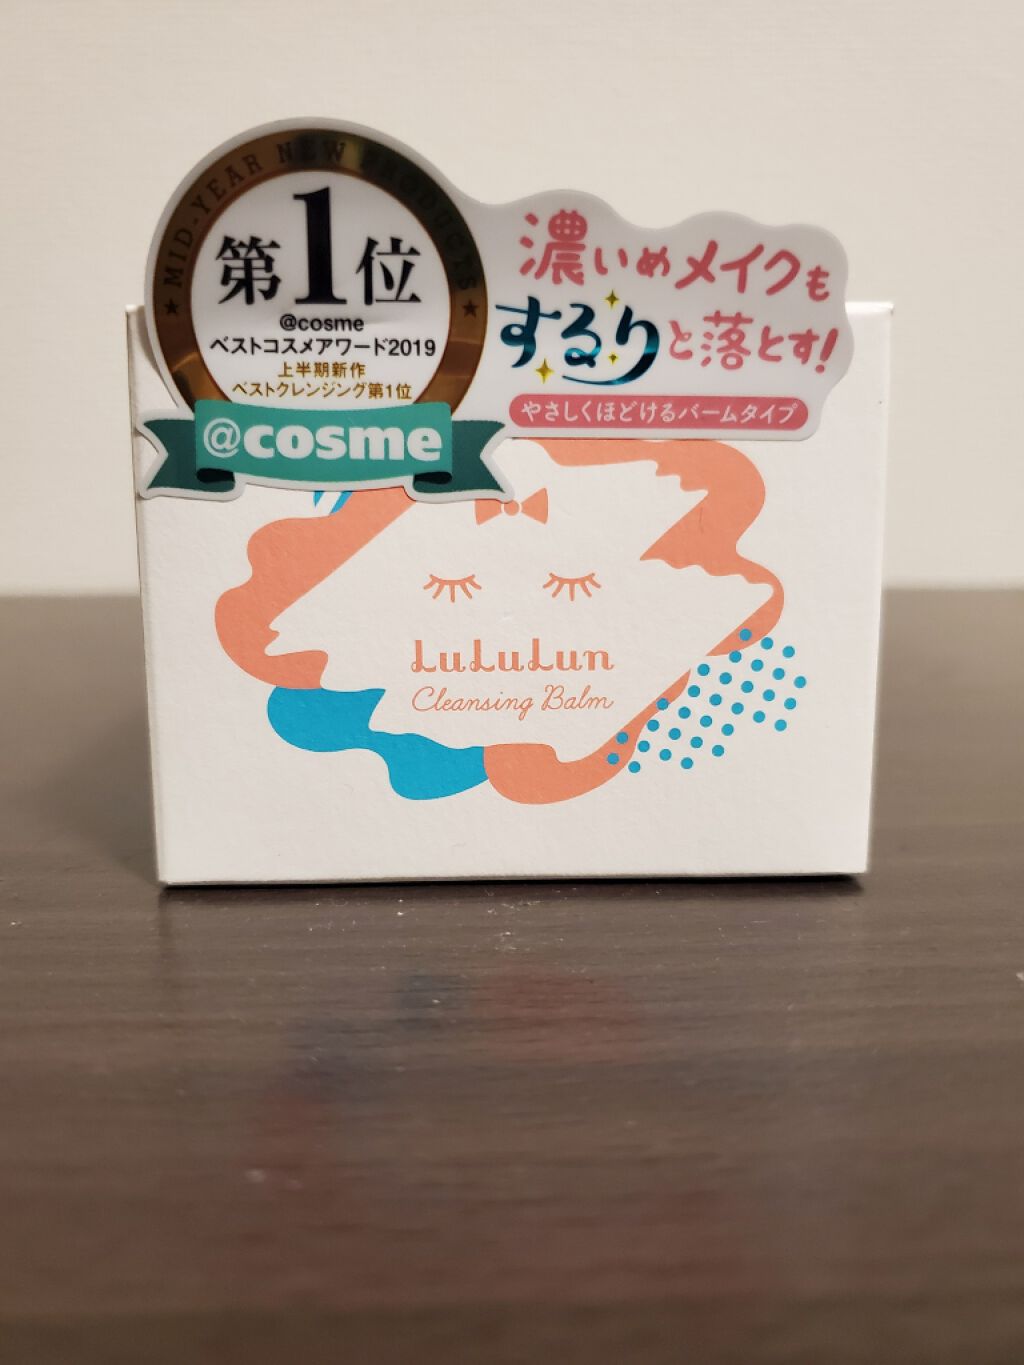 MID-YEAR NEW PRODUCTS
第1位
@cosme
ベストコスメアワード2019
上半期新作
ベストクレンジング第1位
@cosme
濃いめメイクも
するりと落とす!
やさしくほどけるバームタイプ
LuLuLun
Cleansing Balm